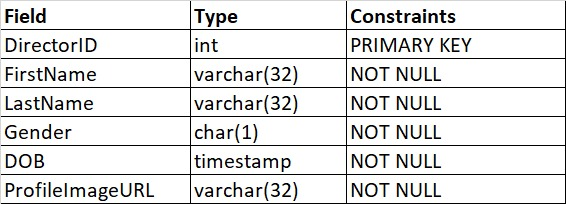 Field Type Constraints
DirectorID int PRIMARY KEY
FirstName varchar(32) NOT NULL
LastName varchar(32) NOT NULL
Gender char(1) NOT NULL
DOB timestamp NOT NULL
ProfileImageURL varchar(32) NOT NULL